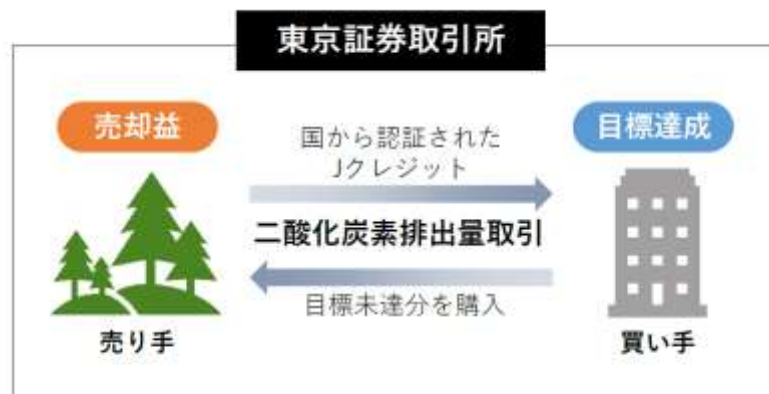 東京証券取引所
売却益
国から認証された
Jクレジット
目標達成
二酸化炭素排出量取引
目標未達分を購入
売り手
買い手